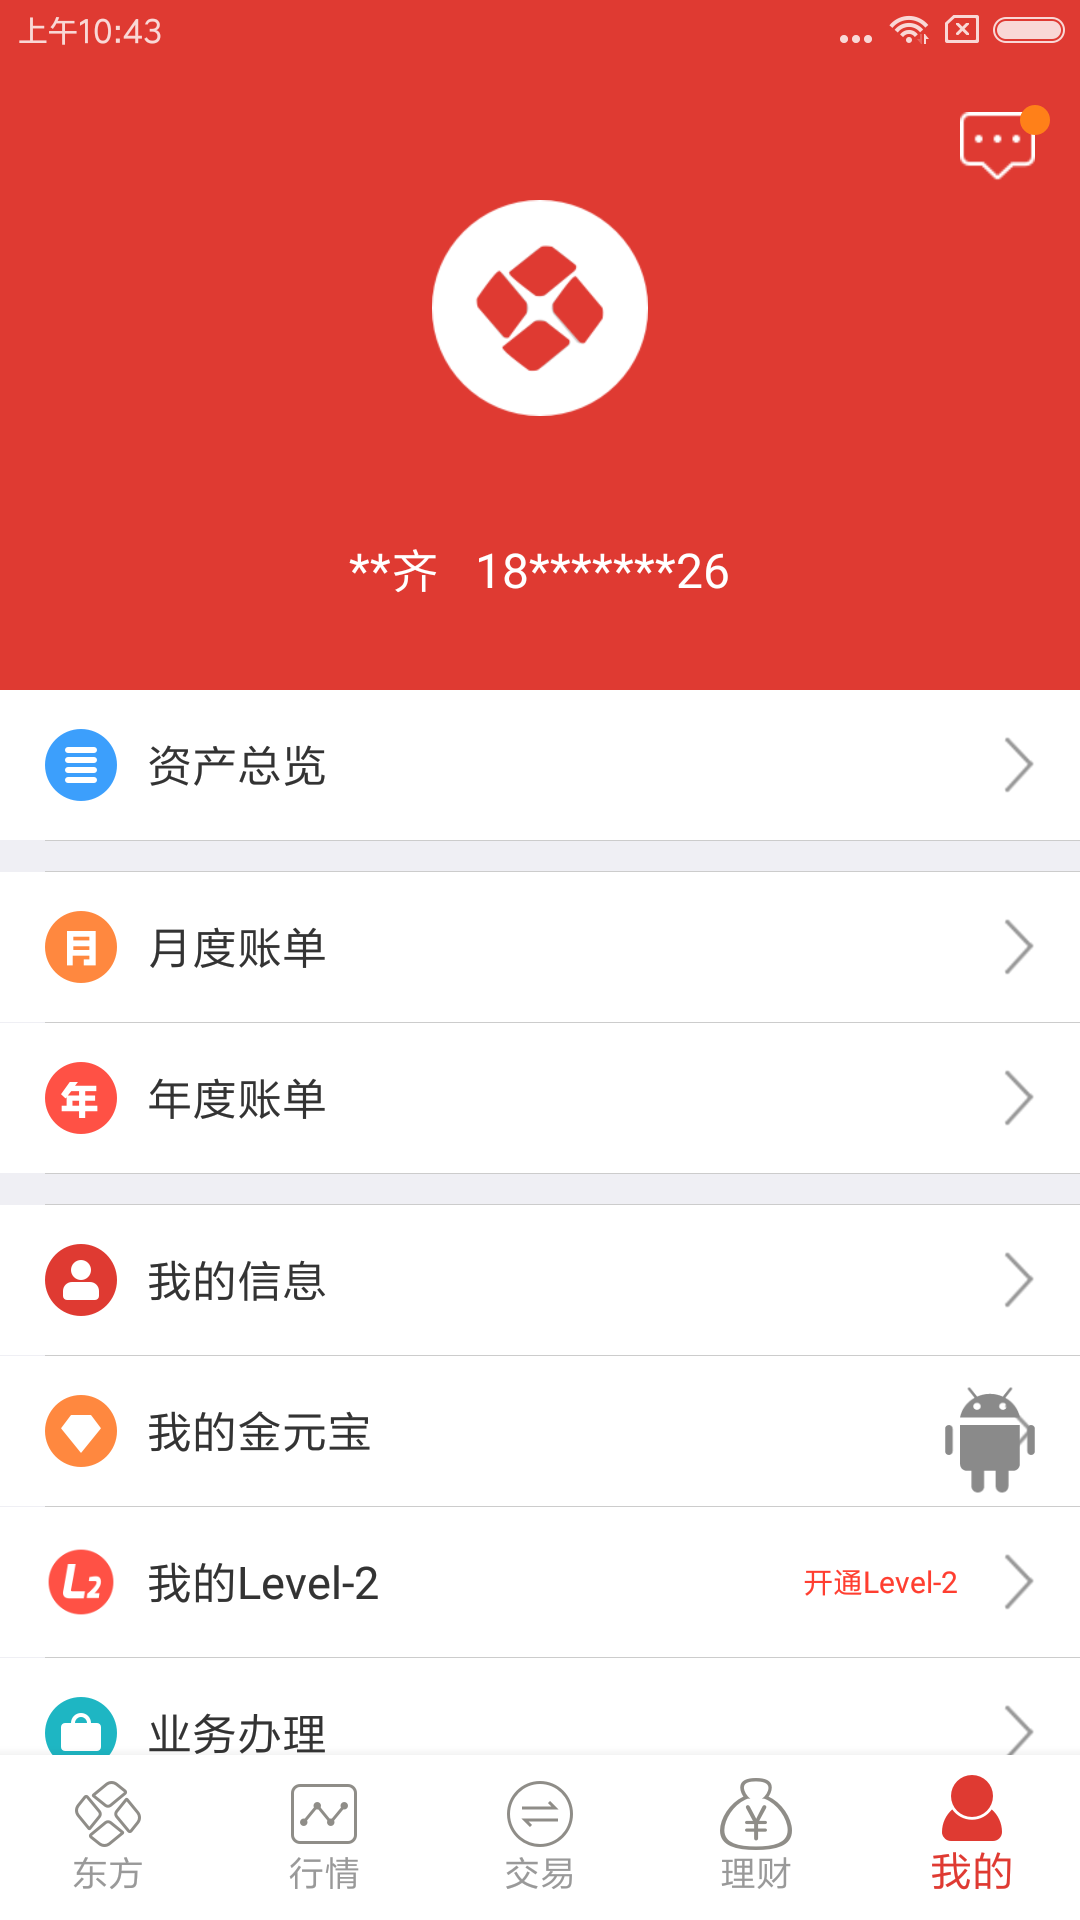 上午10:43
**齐 18*******26
资产总览
月 月度账单
年 年度账单
我的信息
我的金元宝
L2 我的Level-2 开通Level-2
业务办理
东方 行情 交易 理财 我的